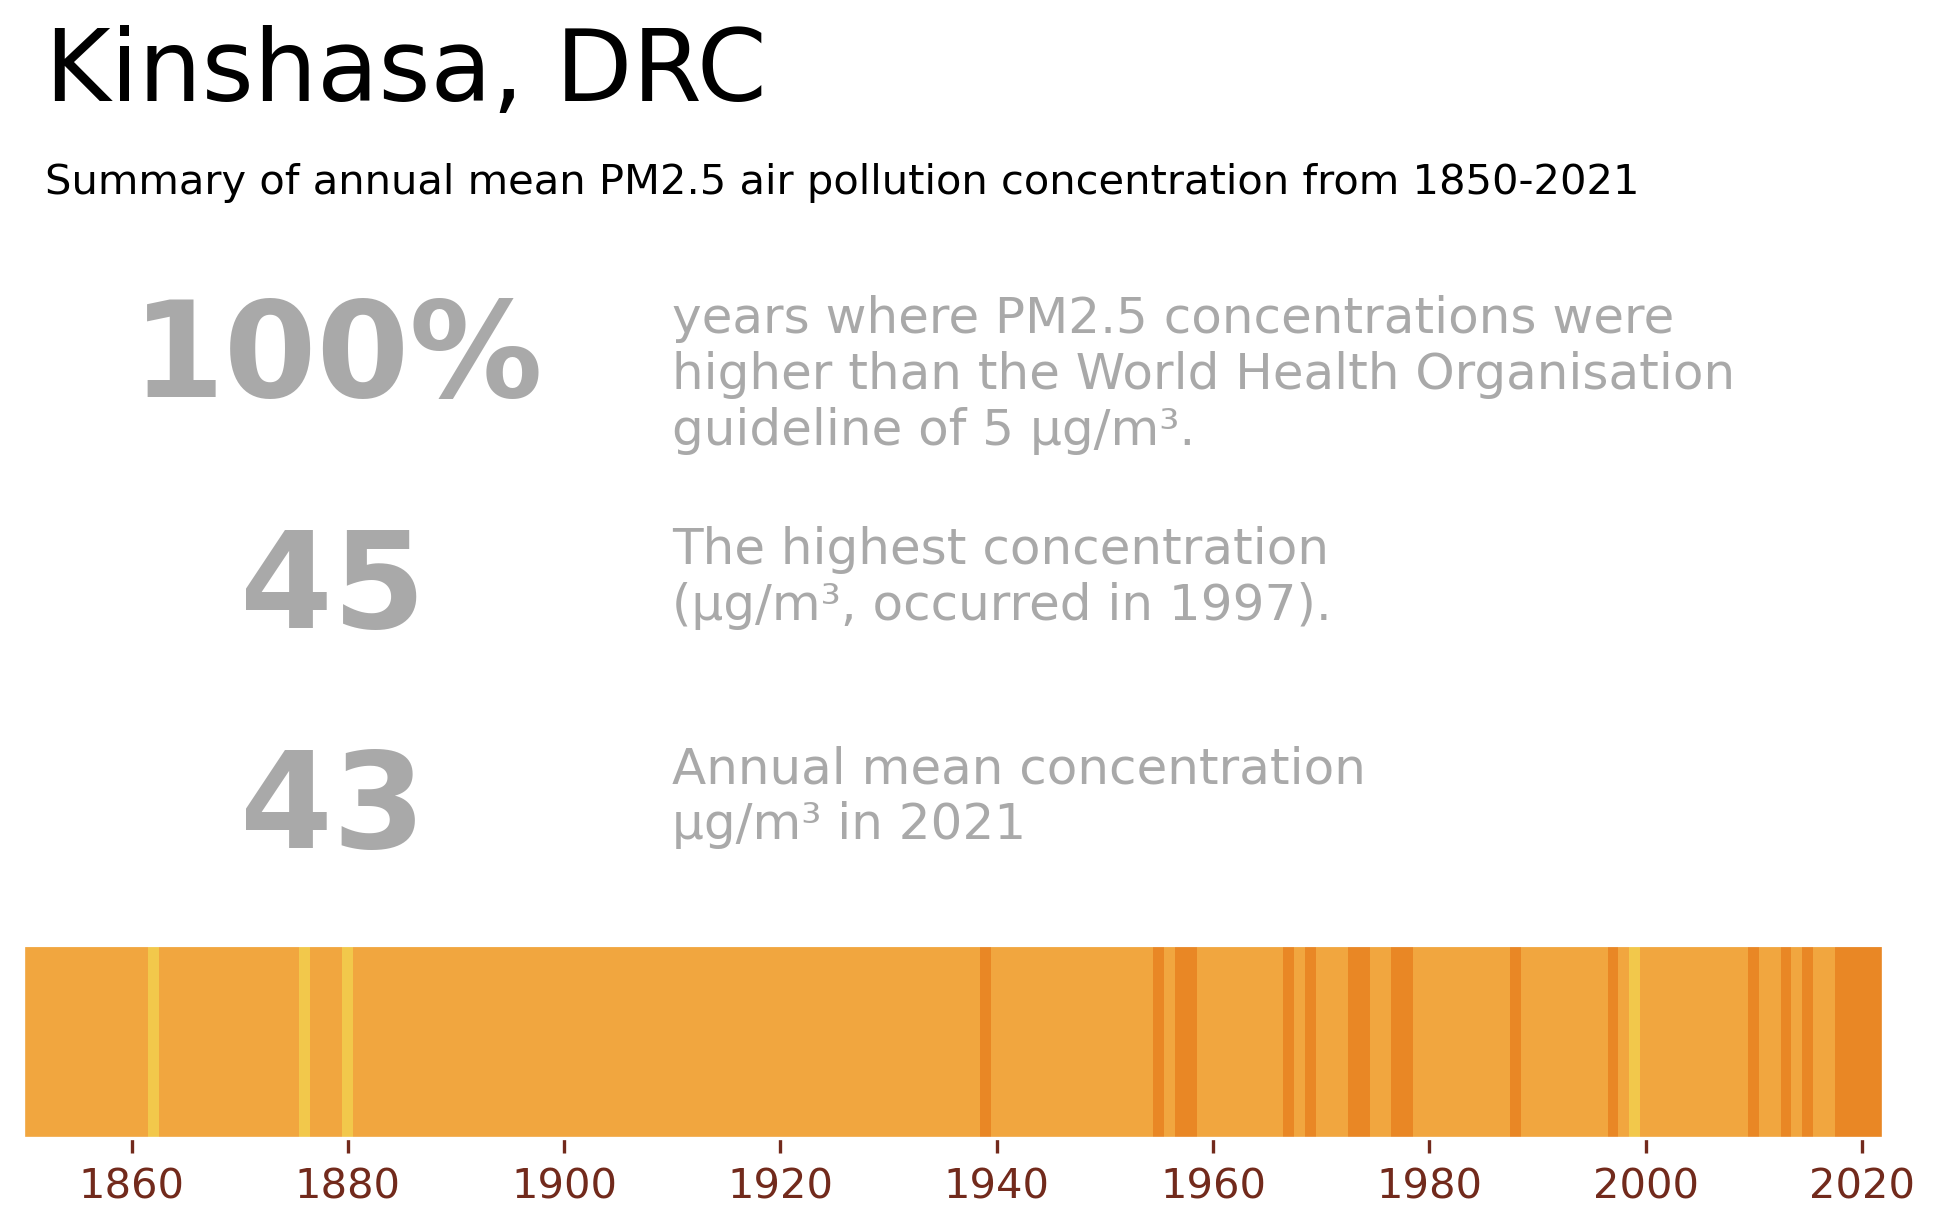 Kinshasa, DRC
Summary of annual mean PM2.5 air pollution concentration from 1850-2021
100%
years where PM2.5 concentrations were
higher than the World Health Organisation
guideline of 5 µg/m³.
45
The highest concentration
(µg/m³, occurred in 1997).
43
Annual mean concentration
µg/m³ in 2021
1860 1880 1900 1920 1940 1960 1980 2000 2020